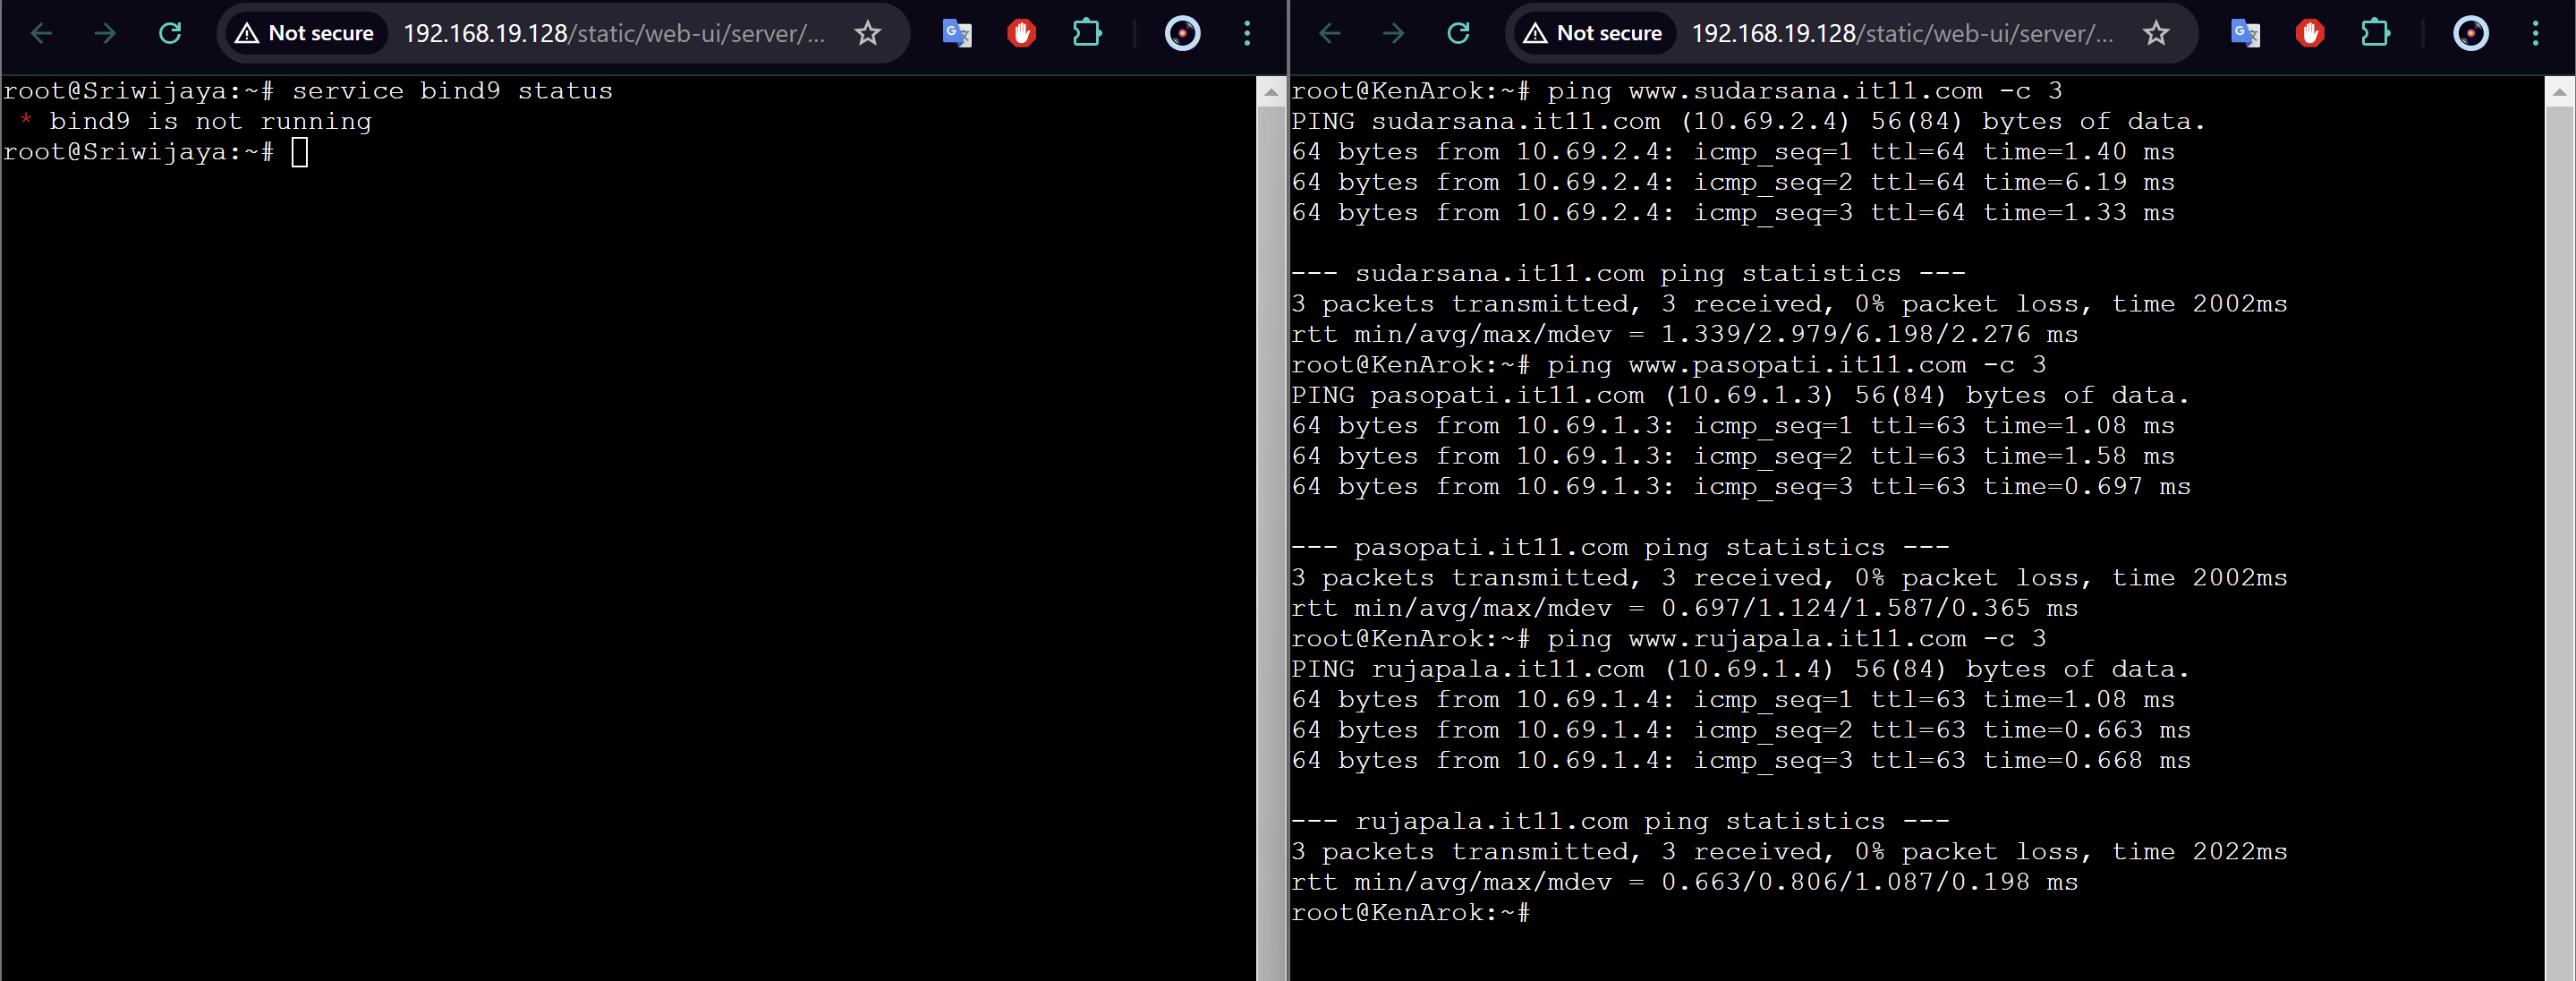 Not secure 192.168.19.128/static/web-ui/server/...
root@Sriwijaya:~# service bind9 status
* bind9 is not running
root@Sriwijaya:~#
Not secure 192.168.19.128/static/web-ui/server/...
root@KenArok:~# ping www.sudarsana.it11.com -c 3
PING sudarsana.it11.com (10.69.2.4) 56(84) bytes of data.
64 bytes from 10.69.2.4: icmp_seq=1 ttl=64 time=1.40 ms
64 bytes from 10.69.2.4: icmp_seq=2 ttl=64 time=6.19 ms
64 bytes from 10.69.2.4: icmp_seq=3 ttl=64 time=1.33 ms
--- sudarsana.it11.com ping statistics ---
3 packets transmitted, 3 received, 0% packet loss, time 2002ms
rtt min/avg/max/mdev = 1.339/2.979/6.198/2.276 ms
root@KenArok:~# ping www.pasopati.it11.com -c 3
PING pasopati.it11.com (10.69.1.3) 56(84) bytes of data.
64 bytes from 10.69.1.3: icmp_seq=1 ttl=63 time=1.08 ms
64 bytes from 10.69.1.3: icmp_seq=2 ttl=63 time=1.58 ms
64 bytes from 10.69.1.3: icmp_seq=3 ttl=63 time=0.697 ms
--- pasopati.it11.com ping statistics ---
3 packets transmitted, 3 received, 0% packet loss, time 2002ms
rtt min/avg/max/mdev = 0.697/1.124/1.587/0.365 ms
root@KenArok:~# ping www.rujapala.it11.com -c 3
PING rujapala.it11.com (10.69.1.4) 56(84) bytes of data.
64 bytes from 10.69.1.4: icmp_seq=1 ttl=63 time=1.08 ms
64 bytes from 10.69.1.4: icmp_seq=2 ttl=63 time=0.663 ms
64 bytes from 10.69.1.4: icmp_seq=3 ttl=63 time=0.668 ms
--- rujapala.it11.com ping statistics ---
3 packets transmitted, 3 received, 0% packet loss, time 2022ms
rtt min/avg/max/mdev = 0.663/0.806/1.087/0.198 ms
root@KenArok:~#